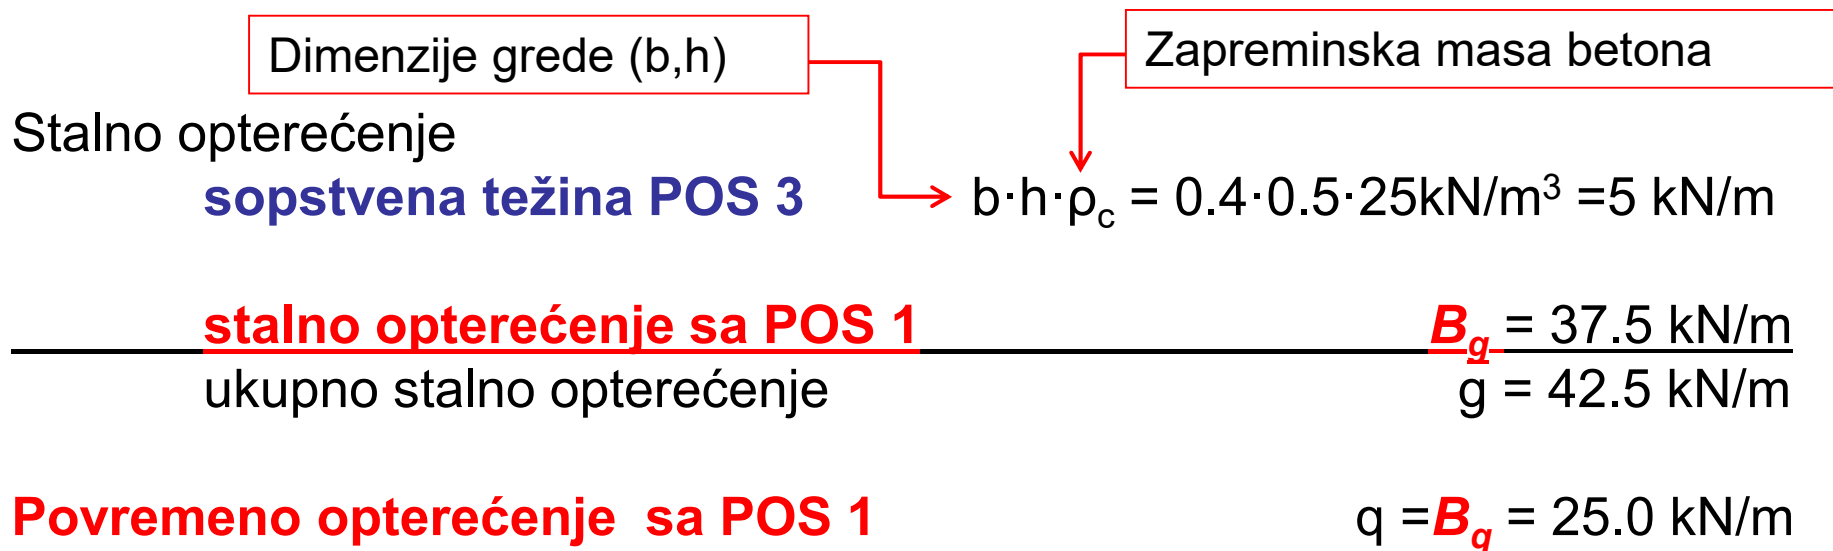 Dimenzije grede (b,h)
Zapreminska masa betona
Stalno opterećenje
sopstvena težina POS 3 b·h·ρc = 0.4·0.5·25kN/m³ =5 kN/m
stalno opterećenje sa POS 1 Bg = 37.5 kN/m
ukupno stalno opterećenje g = 42.5 kN/m
Povremeno opterećenje sa POS 1 q =Bq = 25.0 kN/m